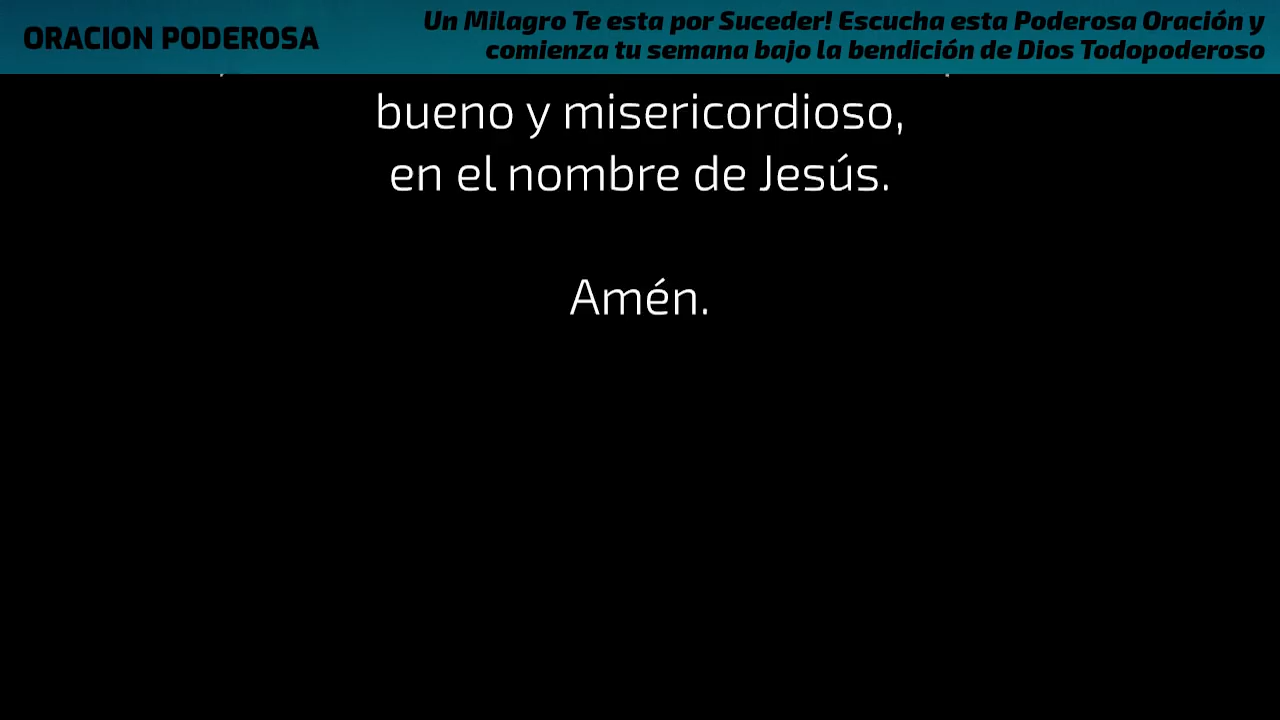 ORACION PODEROSA
Un Milagro Te esta por Suceder! Escucha esta Poderosa Oración y
comienza tu semana bajo la bendición de Dios Todopoderoso
bueno y misericordioso,
en el nombre de Jesús.
Amén.